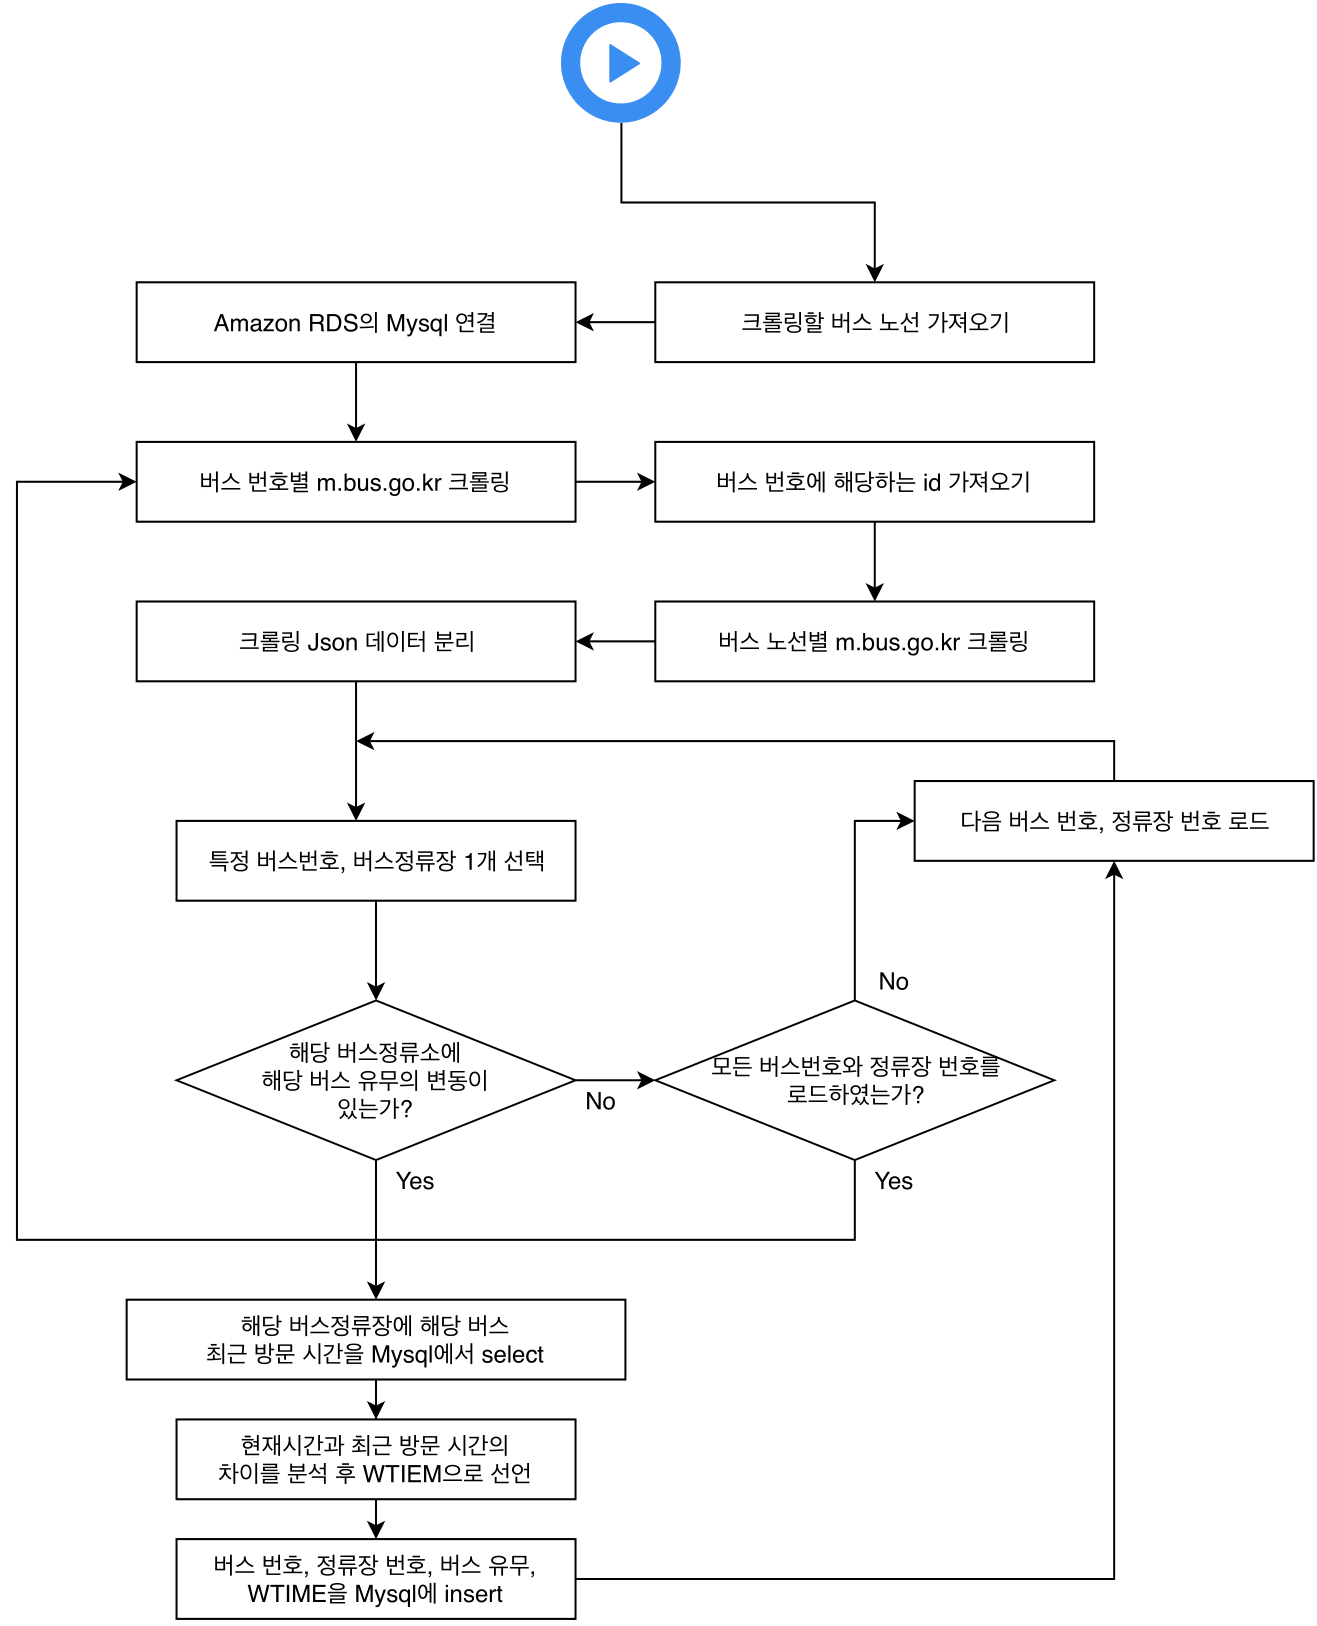 크롤링할 버스 노선 가져오기
Amazon RDS의 Mysql 연결
버스 번호별 m.bus.go.kr 크롤링
버스 번호에 해당하는 id 가져오기
버스 노선별 m.bus.go.kr 크롤링
크롤링 Json 데이터 분리
다음 버스 번호, 정류장 번호 로드
특정 버스번호, 버스정류장 1개 선택
해당 버스정류소에
해당 버스 유무의 변동이
있는가?
No
모든 버스번호와 정류장 번호를
로드하였는가?
No
Yes
Yes
해당 버스정류장에 해당 버스
최근 방문 시간을 Mysql에서 select
현재시간과 최근 방문 시간의
차이를 분석 후 WTIEM으로 선언
버스 번호, 정류장 번호, 버스 유무,
WTIME을 Mysql에 insert